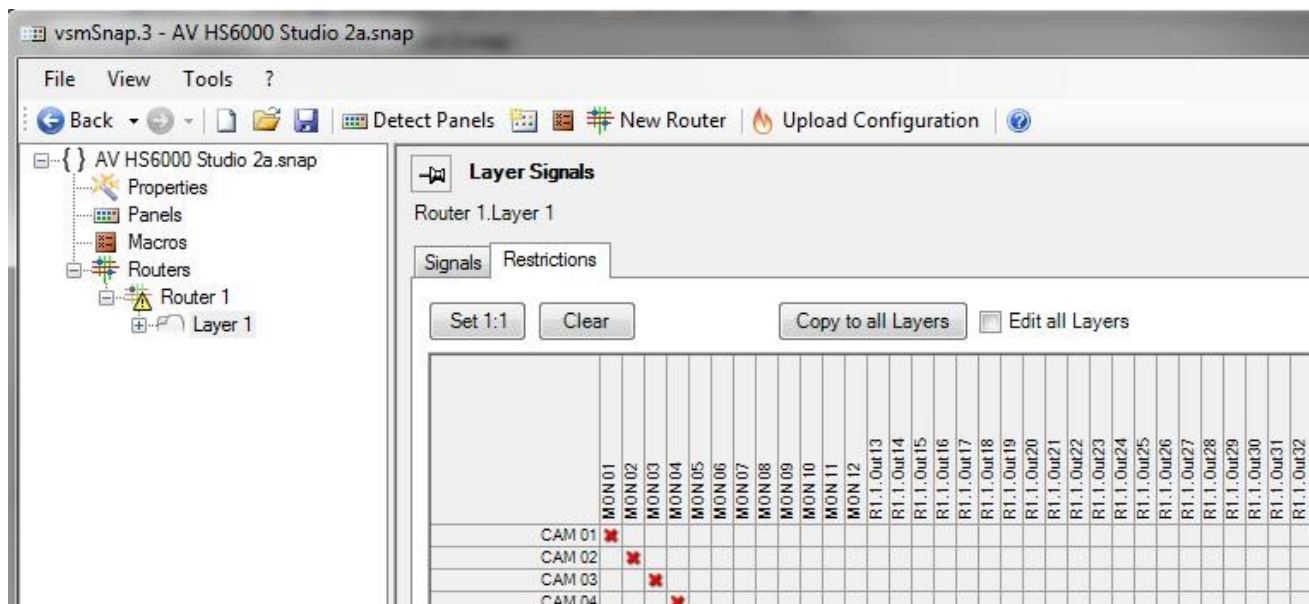 vsmSnap.3 - AV HS6000 Studio 2a.snap
File View Tools ?
Back Detect Panels New Router Upload Configuration
{ } AV HS6000 Studio 2a.snap
Properties
Panels
Macros
Routers
Router 1
Layer 1
Layer Signals
Router 1.Layer 1
Signals Restrictions
Set 1:1 Clear Copy to all Layers Edit all Layers
MON 01
MON 02
MON 03
MON 04
MON 05
MON 06
MON 07
MON 08
MON 09
MON 10
MON 11
MON 12
R1.1.Out13
R1.1.Out14
R1.1.Out15
R1.1.Out16
R1.1.Out17
R1.1.Out18
R1.1.Out19
R1.1.Out20
R1.1.Out21
R1.1.Out22
R1.1.Out23
R1.1.Out24
R1.1.Out25
R1.1.Out26
R1.1.Out27
R1.1.Out28
R1.1.Out29
R1.1.Out30
R1.1.Out31
R1.1.Out32
CAM 01
CAM 02
CAM 03
CAM 04